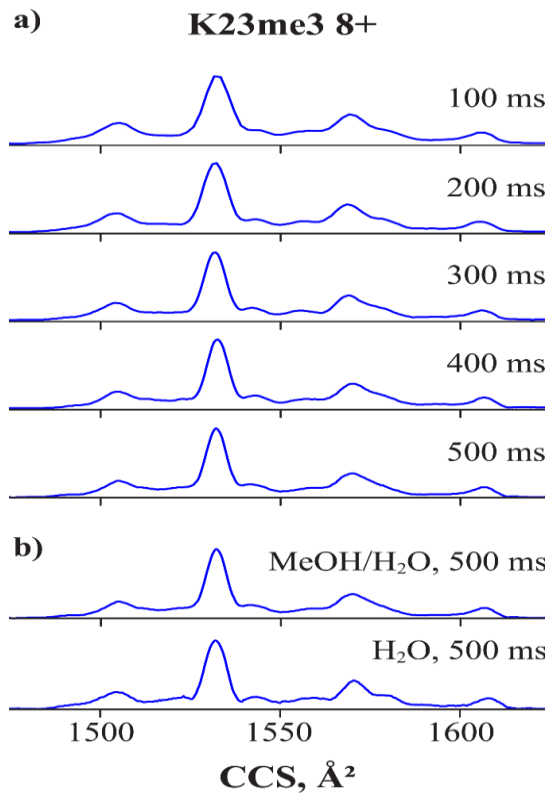 a) K23me3 8+
100 ms
200 ms
300 ms
400 ms
500 ms
b)
MeOH/H₂O, 500 ms
H₂O, 500 ms
1500 1550 1600
CCS, Å²